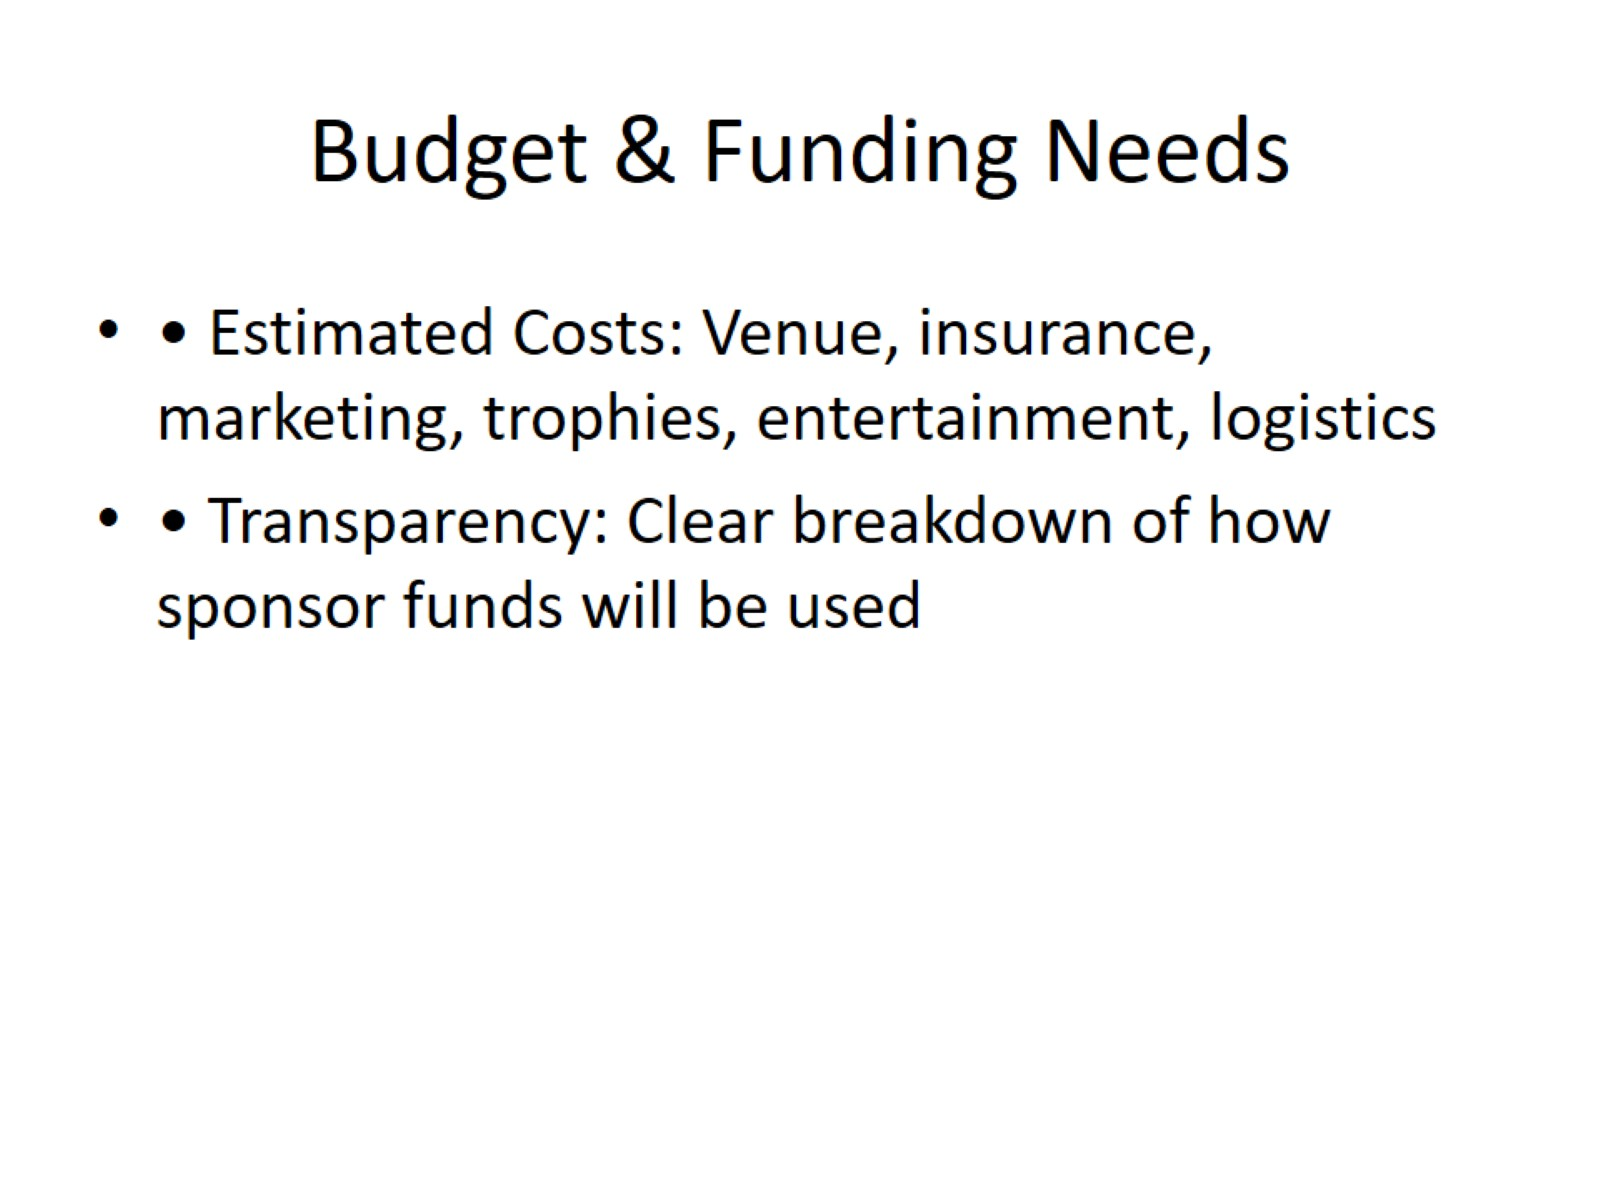 Budget & Funding Needs
• • Estimated Costs: Venue, insurance,
marketing, trophies, entertainment, logistics
• • Transparency: Clear breakdown of how
sponsor funds will be used